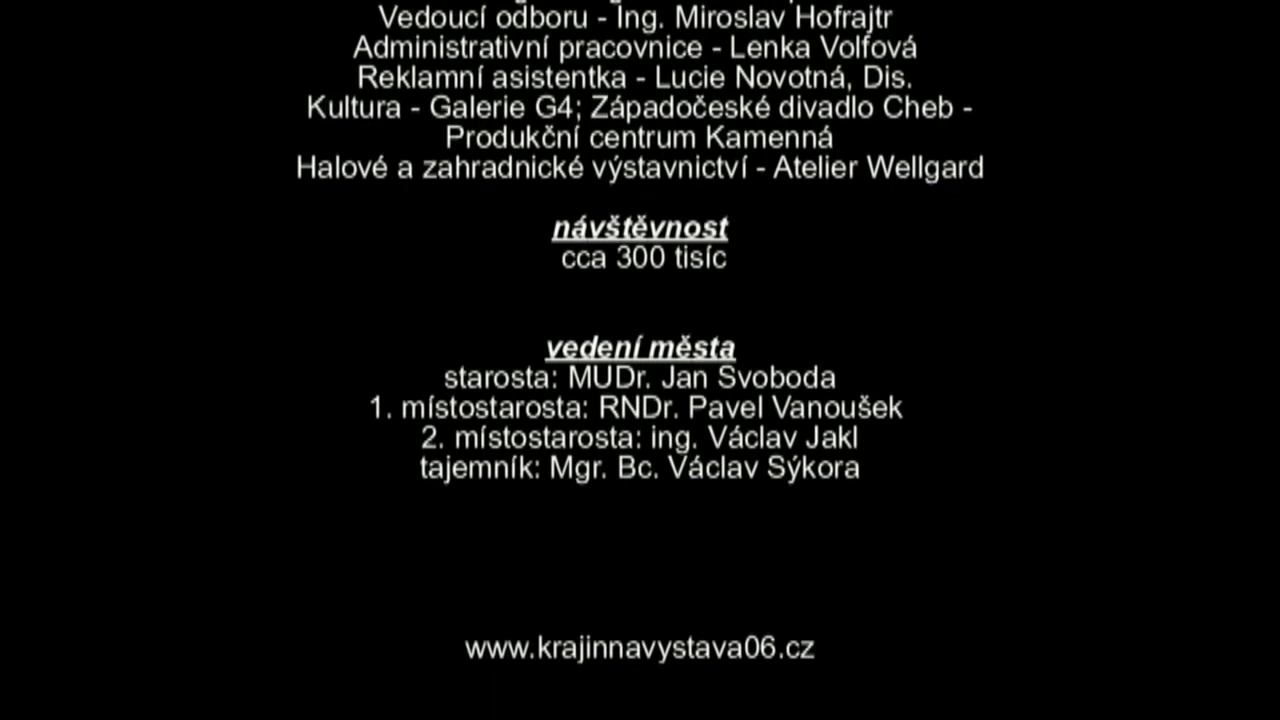 Vedoucí odboru - Ing. Miroslav Hofrajtr
Administrativní pracovnice - Lenka Volfová
Reklamní asistentka - Lucie Novotná, Dis.
Kultura - Galerie G4; Západočeské divadlo Cheb -
Produkční centrum Kamenná
Halové a zahradnické výstavnictví - Atelier Wellgard
návštěvnost
cca 300 tisíc
vedení města
starosta: MUDr. Jan Svoboda
1. místostarosta: RNDr. Pavel Vanoušek
2. místostarosta: ing. Václav Jakl
tajemník: Mgr. Bc. Václav Sýkora
www.krajinnavystava06.cz